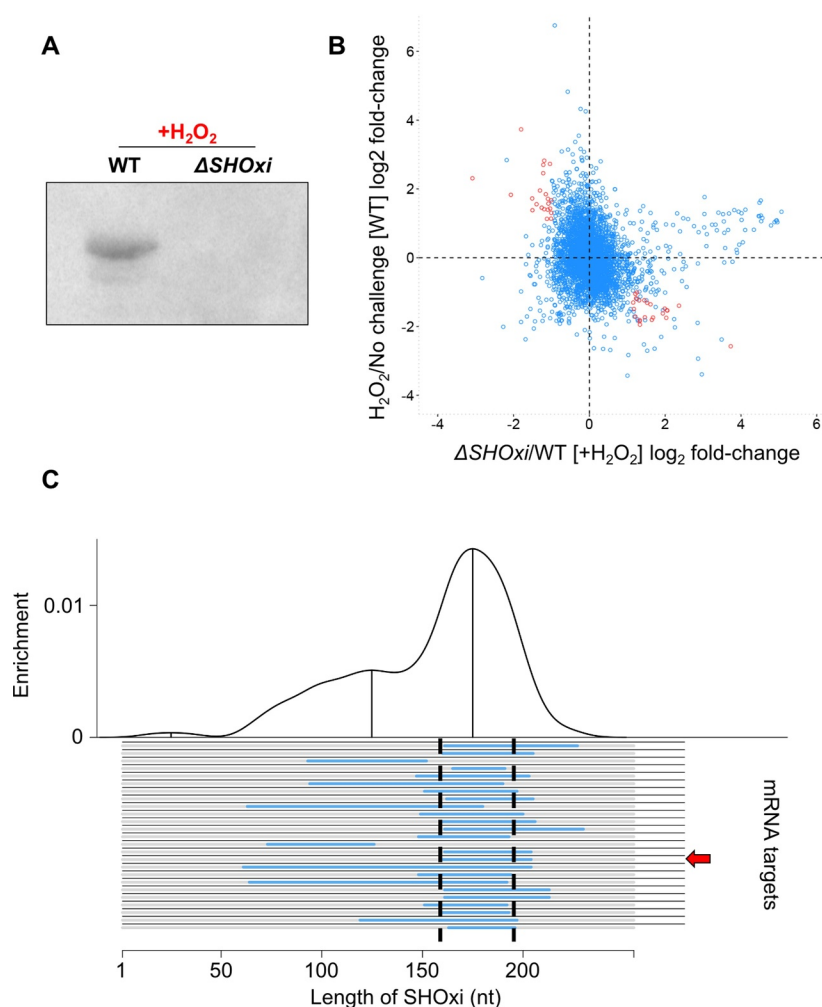 A
+H₂O₂
WT ΔSHOxi
B
H₂O₂/No challenge [WT] log2 fold-change
6
4
2
0
-2
-4
-4 -2 0 2 4 6
ΔSHOxi/WT [+H₂O₂] log₂ fold-change
C
Enrichment
0.01
0
mRNA targets
1 50 100 150 200
Length of SHOxi (nt)